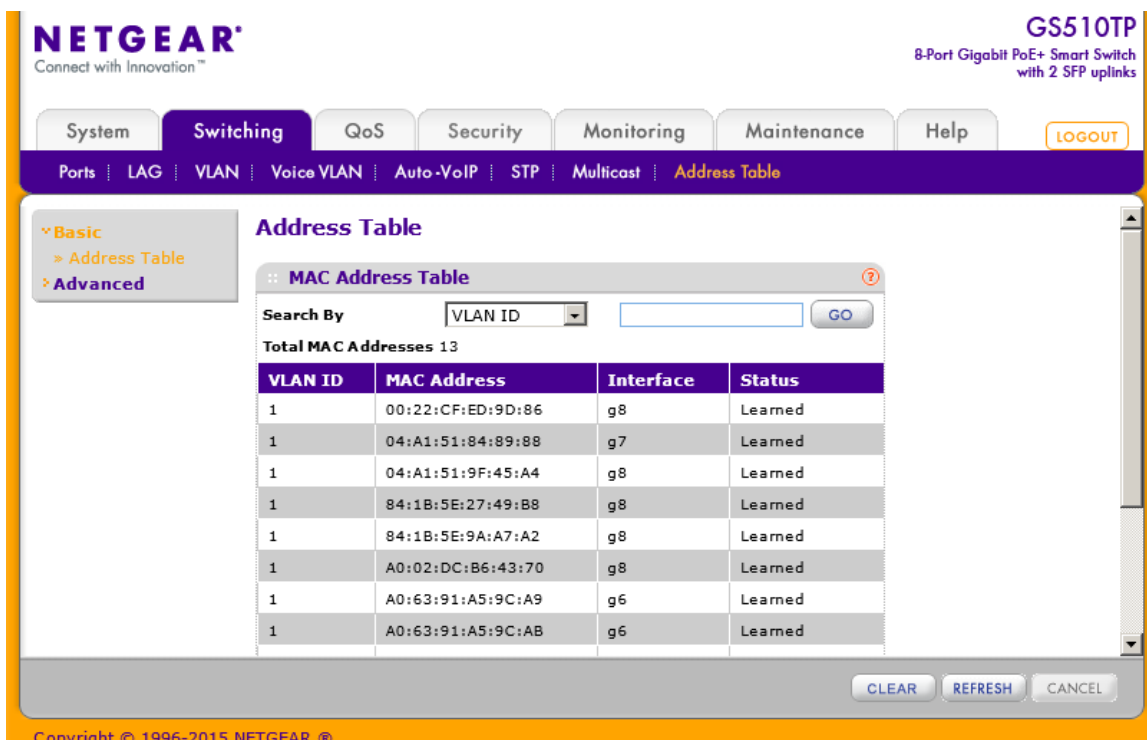 NETGEAR®
Connect with Innovation™
GS510TP
8-Port Gigabit PoE+ Smart Switch
with 2 SFP uplinks
System Switching QoS Security Monitoring Maintenance Help LOGOUT
Ports LAG VLAN Voice VLAN Auto-VoIP STP Multicast Address Table
Basic
» Address Table
Advanced
Address Table
MAC Address Table ?
Search By VLAN ID GO
Total MAC Addresses 13
VLAN ID MAC Address Interface Status
1 00:22:CF:ED:9D:86 g8 Learned
1 04:A1:51:84:89:88 g7 Learned
1 04:A1:51:9F:45:A4 g8 Learned
1 84:1B:5E:27:49:B8 g8 Learned
1 84:1B:5E:9A:A7:A2 g8 Learned
1 A0:02:DC:B6:43:70 g8 Learned
1 A0:63:91:A5:9C:A9 g6 Learned
1 A0:63:91:A5:9C:AB g6 Learned
CLEAR REFRESH CANCEL
Copyright © 1996-2015 NETGEAR ®